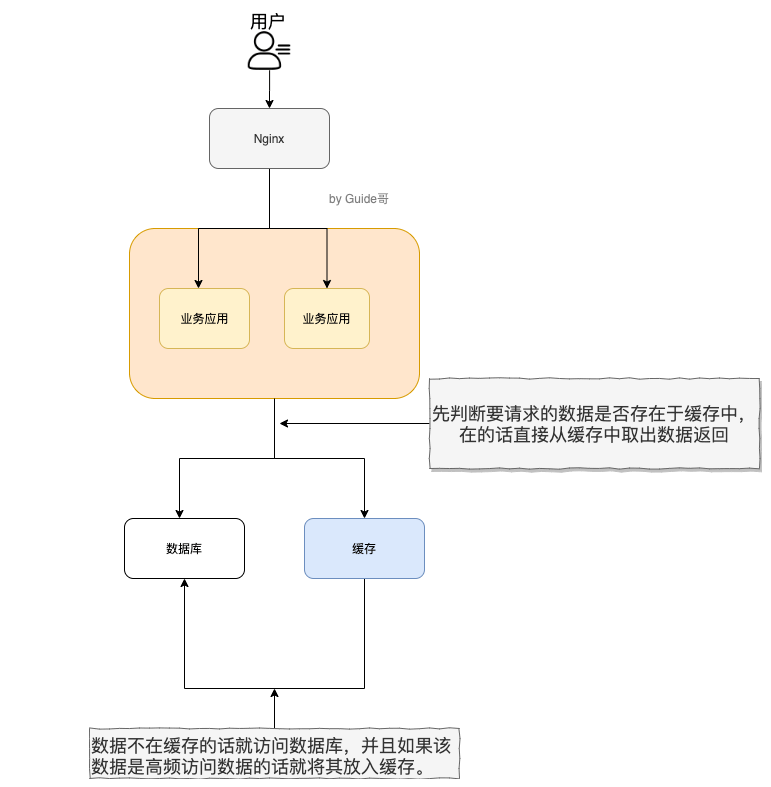 用户
Nginx
by Guide哥
业务应用
业务应用
先判断要请求的数据是否存在于缓存中，
在的话直接从缓存中取出数据返回
数据库
缓存
数据不在缓存的话就访问数据库，并且如果该
数据是高频访问数据的话就将其放入缓存。